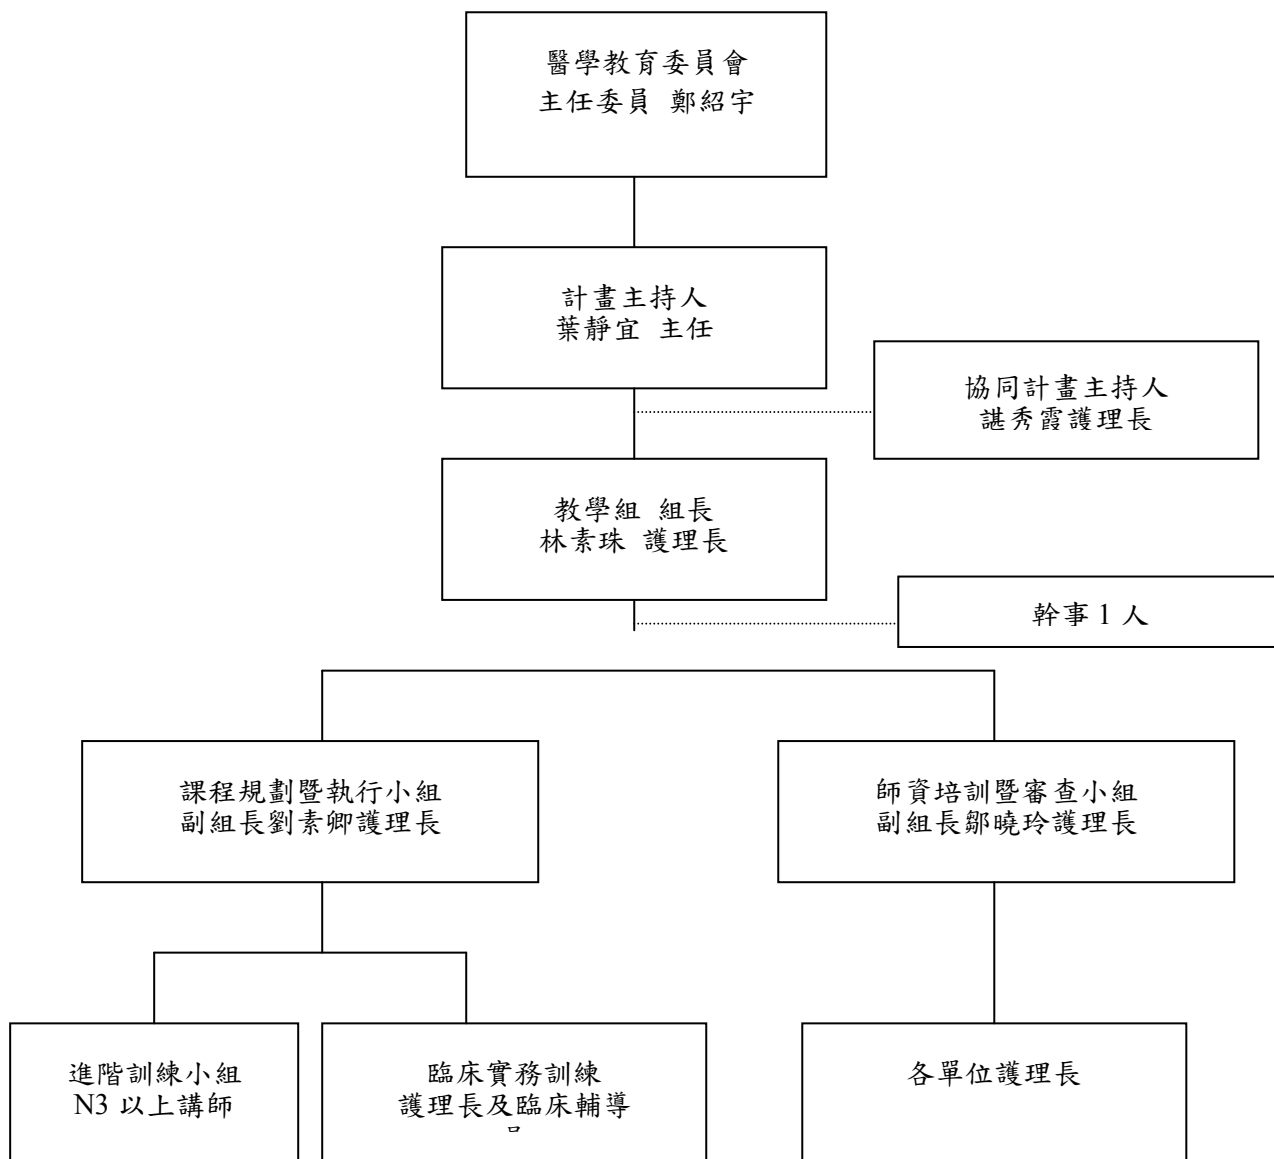 醫學教育委員會
主任委員 鄭紹宇
計畫主持人
葉靜宜 主任
協同計畫主持人
諶秀霞護理長
教學組 組長
林素珠 護理長
幹事1人
課程規劃暨執行小組
副組長劉素卿護理長
師資培訓暨審查小組
副組長鄒曉玲護理長
進階訓練小組
N3 以上講師
臨床實務訓練
護理長及臨床輔導
各單位護理長